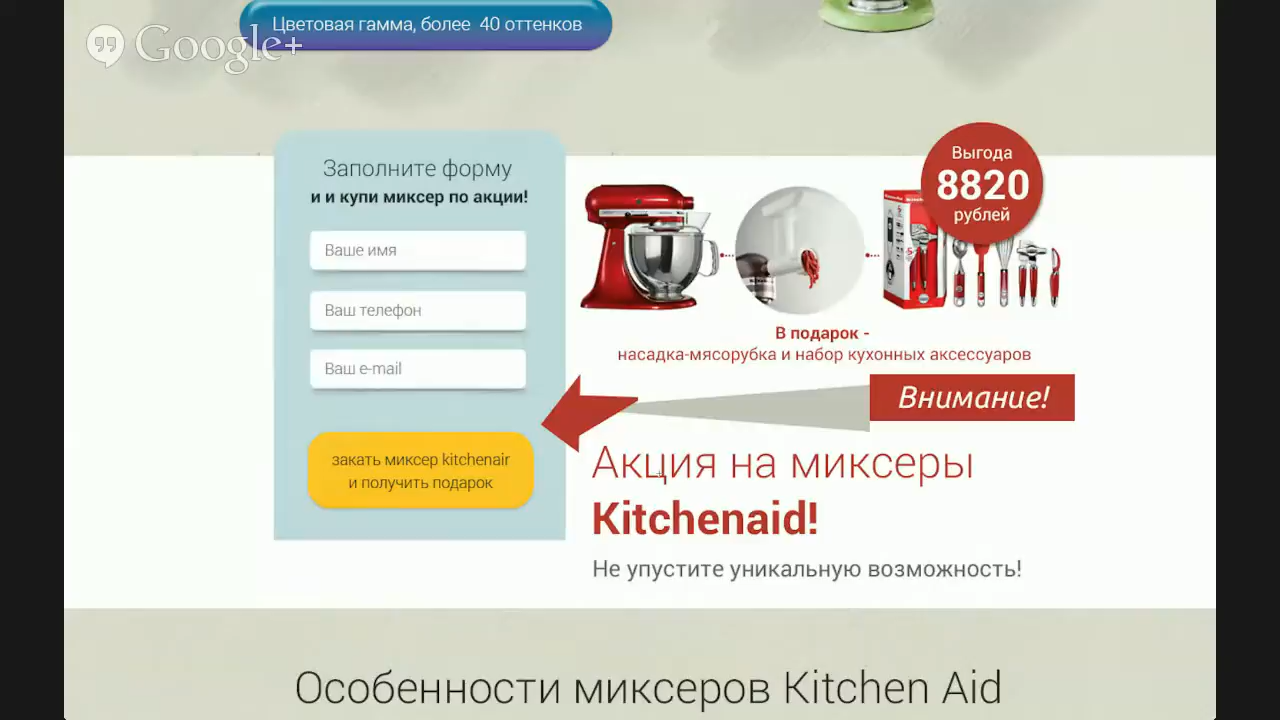 Цветовая гамма, более 40 оттенков
Google+
Заполните форму
и и купи миксер по акции!
Ваше имя
Ваш телефон
Ваш e-mail
закать миксер kitchenair
и получить подарок
Выгода
8820
рублей
В подарок -
насадка-мясорубка и набор кухонных аксессуаров
Внимание!
Акция на миксеры
Kitchenaid!
Не упустите уникальную возможность!
Особенности миксеров Kitchen Aid